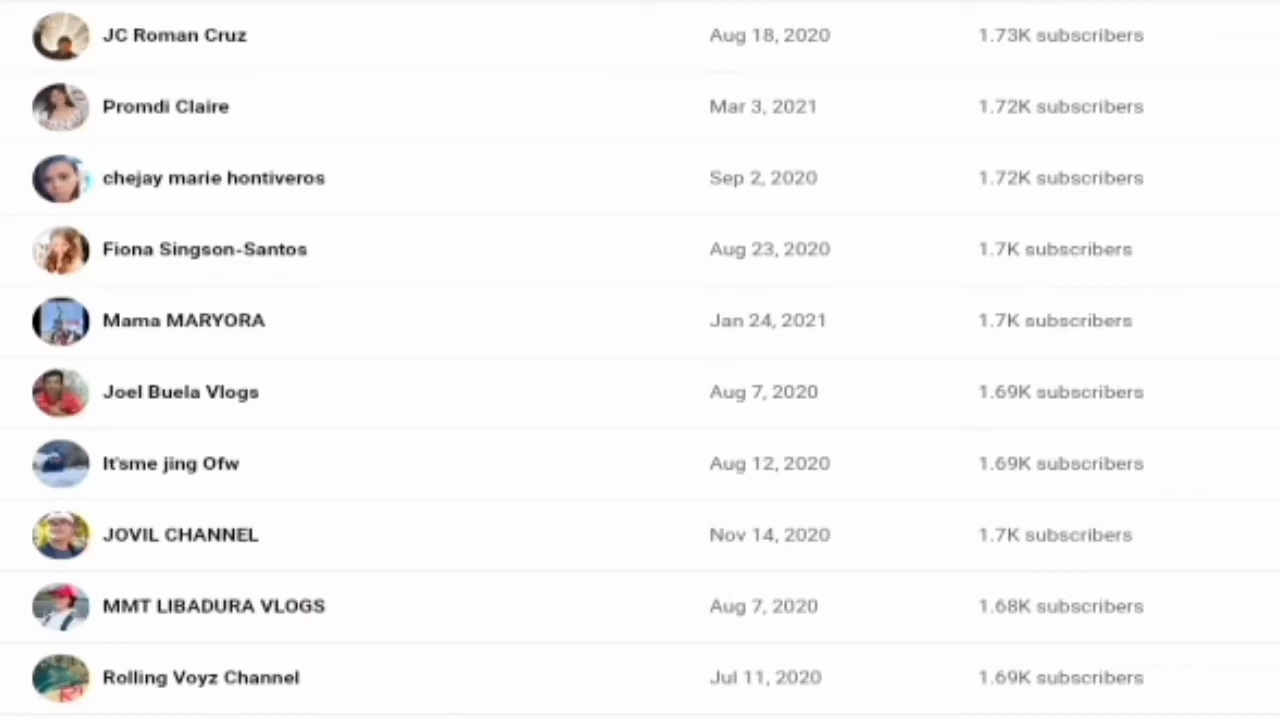 JC Roman Cruz Aug 18, 2020 1.73K subscribers
Promdi Claire Mar 3, 2021 1.72K subscribers
chejay marie hontiveros Sep 2, 2020 1.72K subscribers
Fiona Singson-Santos Aug 23, 2020 1.7K subscribers
Mama MARYORA Jan 24, 2021 1.7K subscribers
Joel Buela Vlogs Aug 7, 2020 1.69K subscribers
It'sme jing Ofw Aug 12, 2020 1.69K subscribers
JOVIL CHANNEL Nov 14, 2020 1.7K subscribers
MMT LIBADURA VLOGS Aug 7, 2020 1.68K subscribers
Rolling Voyz Channel Jul 11, 2020 1.69K subscribers